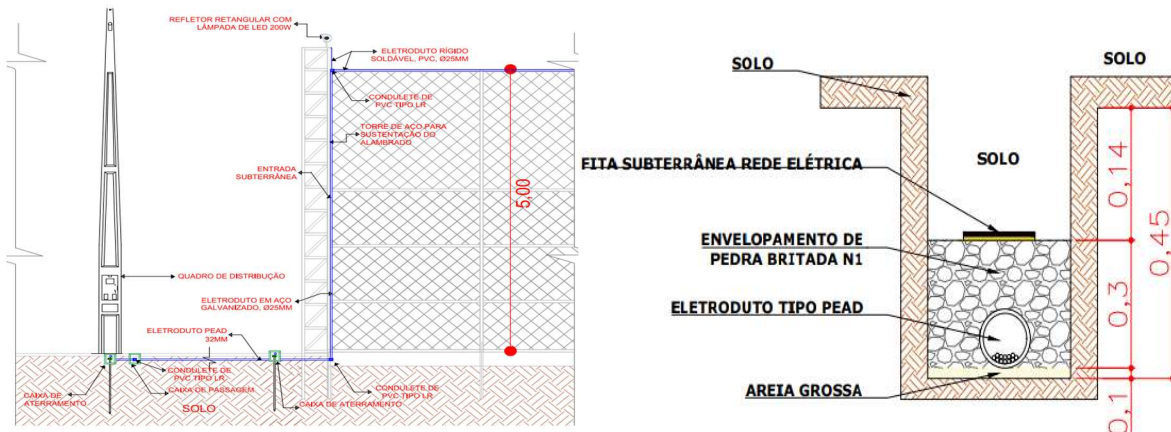 REFLETOR RETANGULAR COM
LÂMPADA DE LED 200W
ELETRODUTO RÍGIDO
SOLDÁVEL, PVC, Ø25MM
CONDULETE DE
PVC TIPO LR
TORRE DE AÇO PARA
SUSTENTAÇÃO DO
ALAMBRADO
ENTRADA
SUBTERRÂNEA
5,00
QUADRO DE DISTRIBUIÇÃO
ELETRODUTO EM AÇO
GALVANIZADO, Ø25MM
ELETRODUTO PEAD
32MM
CONDULETE DE
PVC TIPO LR
CAIXA DE
ATERRAMENTO
CAIXA DE PASSAGEM
CONDULETE DE
PVC TIPO LR
CAIXA DE ATERRAMENTO
SOLO
SOLO
SOLO
SOLO
FITA SUBTERRÂNEA REDE ELÉTRICA
ENVELOPAMENTO DE
PEDRA BRITADA N1
ELETRODUTO TIPO PEAD
AREIA GROSSA
0,14
0,45
0,3
0,1